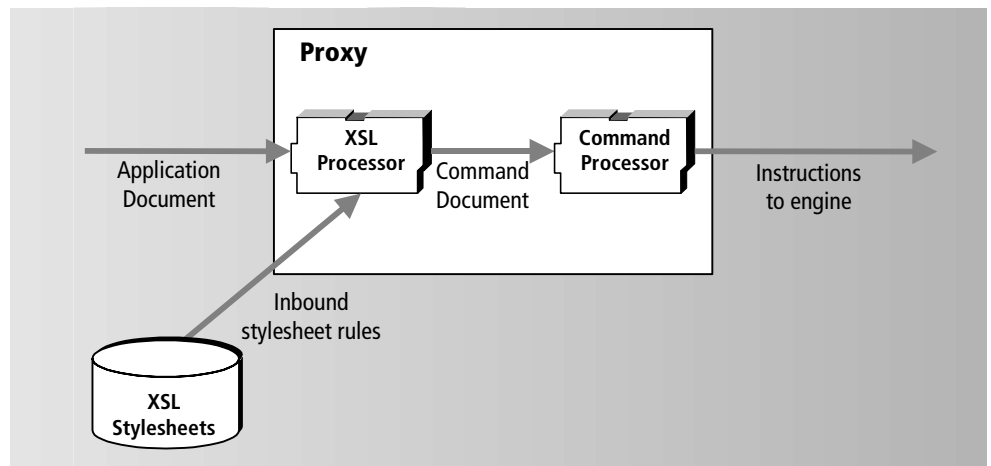 Proxy
XSL
Processor
Command
Processor
Application
Document
Command
Document
Instructions
to engine
Inbound
stylesheet rules
XSL
Stylesheets